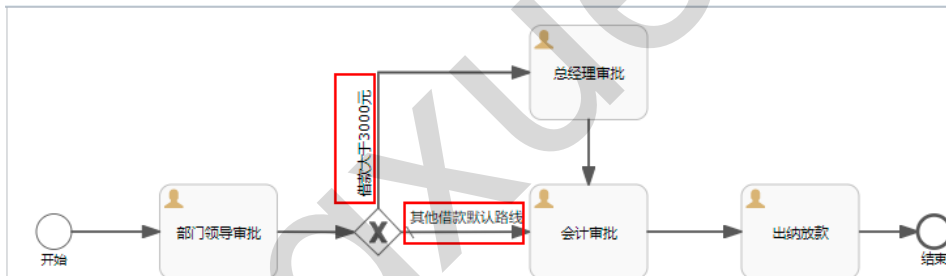 总经理审批
借款大于3000元
其他借款默认路线
部门领导审批
会计审批
出纳放款
开始
结束